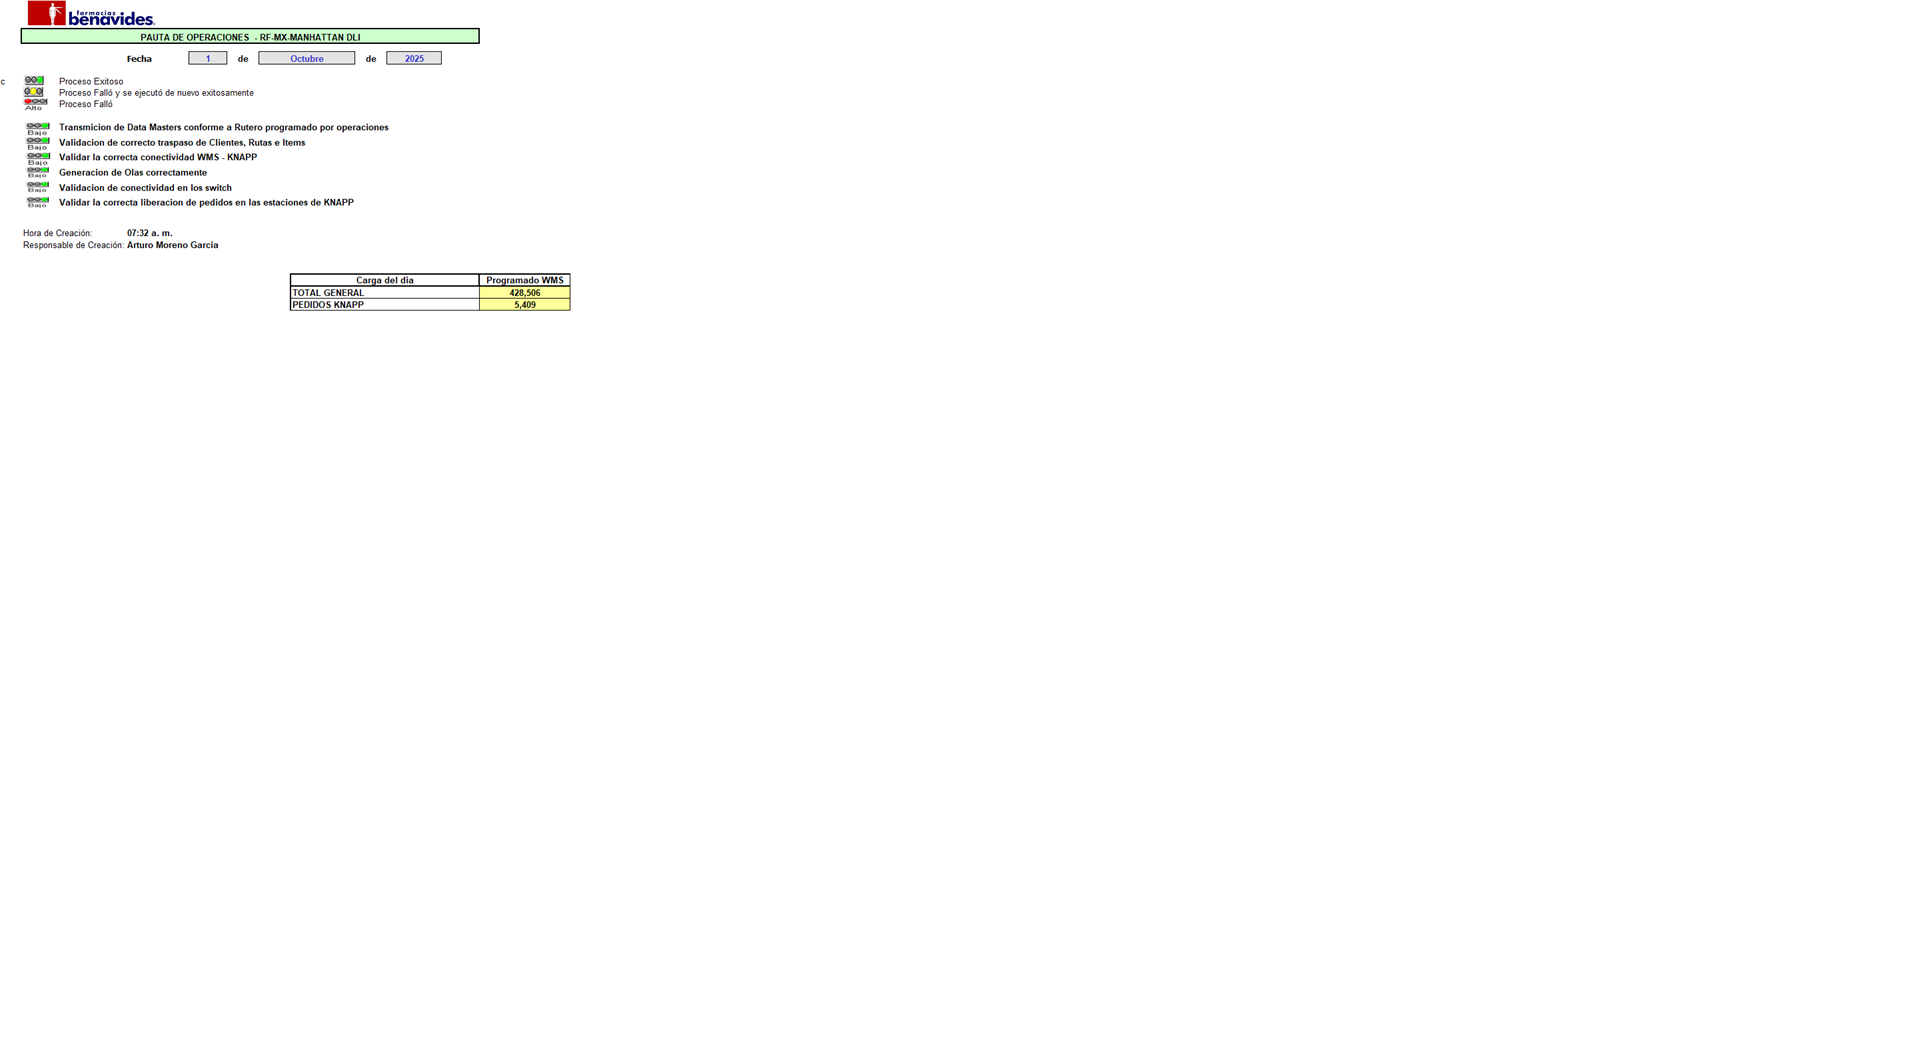 farmacias
benavides
PAUTA DE OPERACIONES - RF-MX-MANHATTAN DLI
Fecha 1 de Octubre de 2025
c Proceso Exitoso
Proceso Falló y se ejecutó de nuevo exitosamente
Alto Proceso Falló
Bajo Transmicion de Data Masters conforme a Rutero programado por operaciones
Bajo Validacion de correcto traspaso de Clientes, Rutas e Items
Bajo Validar la correcta conectividad WMS - KNAPP
Bajo Generacion de Olas correctamente
Bajo Validacion de conectividad en los switch
Bajo Validar la correcta liberacion de pedidos en las estaciones de KNAPP
Hora de Creación: 07:32 a. m.
Responsable de Creación: Arturo Moreno Garcia
Carga del dia Programado WMS
TOTAL GENERAL 428,506
PEDIDOS KNAPP 5,409